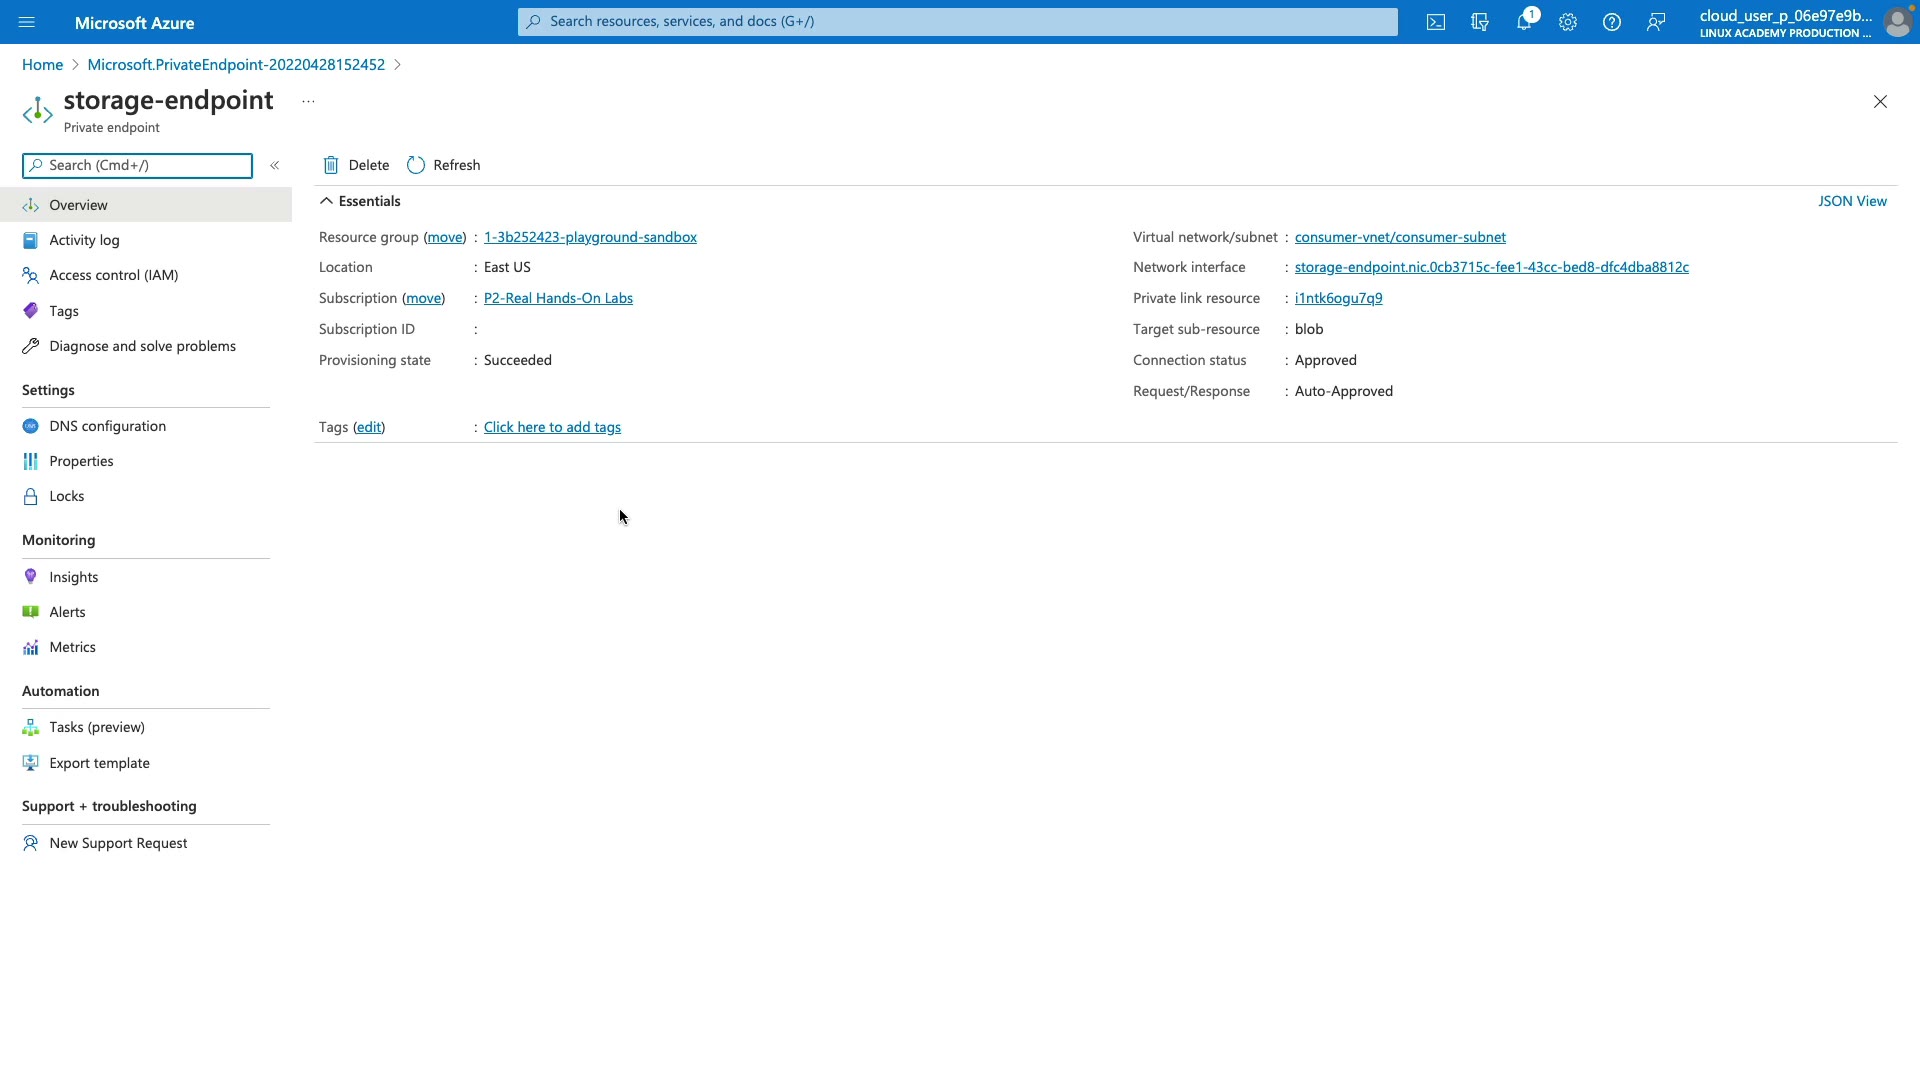 Microsoft Azure
Search resources, services, and docs (G+/)
1
cloud_user_p_06e97e9b...
LINUX ACADEMY PRODUCTION ...
Home > Microsoft.PrivateEndpoint-20220428152452 >
storage-endpoint ...
Private endpoint
Search (Cmd+/) «
Delete Refresh
Essentials
JSON View
Overview
Activity log
Access control (IAM)
Tags
Diagnose and solve problems
Settings
DNS configuration
Properties
Locks
Monitoring
Insights
Alerts
Metrics
Automation
Tasks (preview)
Export template
Support + troubleshooting
New Support Request
Resource group (move) : 1-3b252423-playground-sandbox
Location : East US
Subscription (move) : P2-Real Hands-On Labs
Subscription ID :
Provisioning state : Succeeded
Virtual network/subnet : consumer-vnet/consumer-subnet
Network interface : storage-endpoint.nic.0cb3715c-fee1-43cc-bed8-dfc4dba8812c
Private link resource : i1ntk6ogu7q9
Target sub-resource : blob
Connection status : Approved
Request/Response : Auto-Approved
Tags (edit) : Click here to add tags